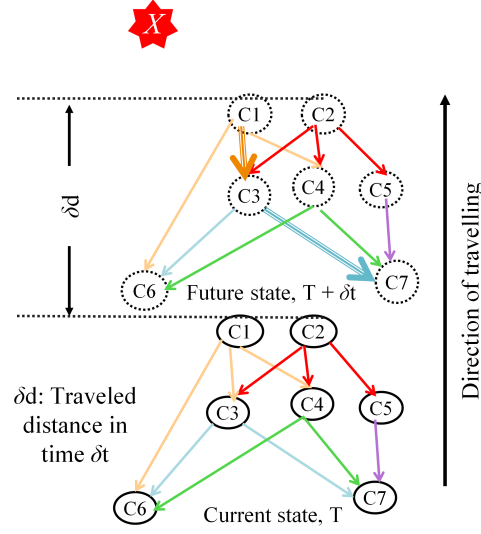 X
C1 C2
C3 C4 C5
C6 C7
δd
Future state, T + δt
Direction of travelling
C1 C2
C3 C4 C5
C6 C7
δd: Traveled
distance in
time δt
Current state, T